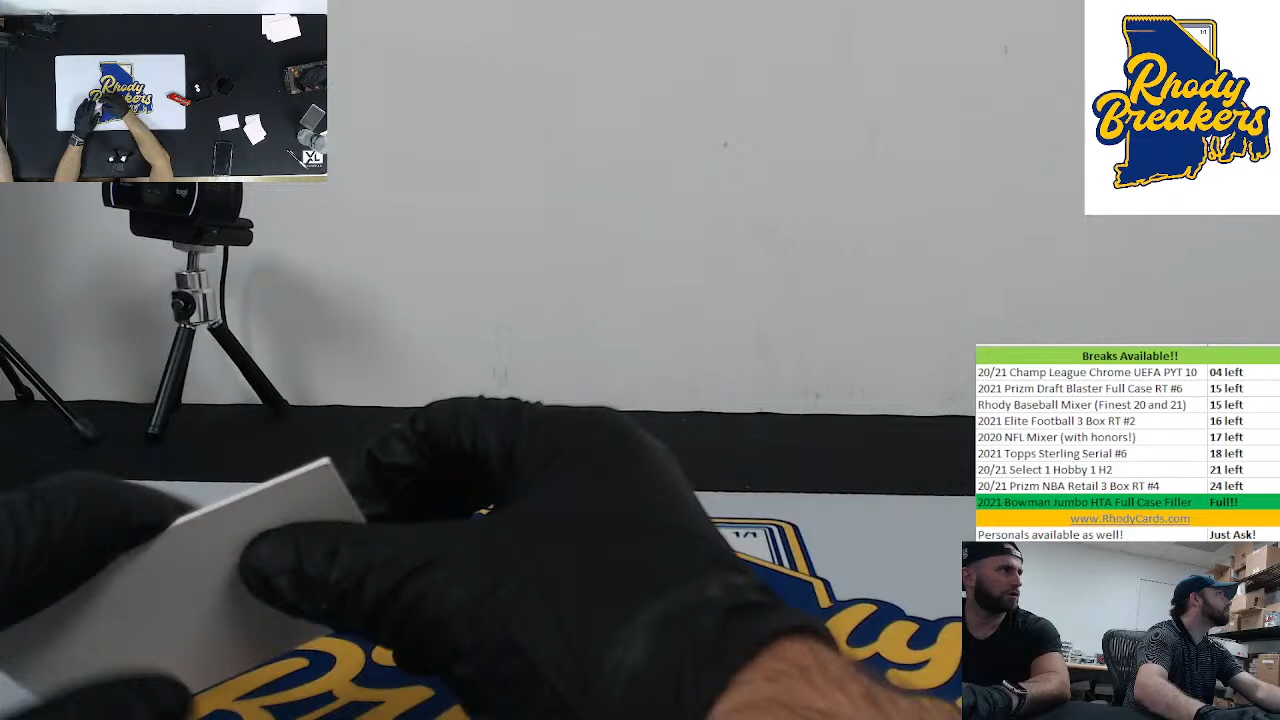 Rhody
Breakers
XL
Rhody
Breakers
logi
Breaks Available!!
20/21 Champ League Chrome UEFA PYT 10 04 left
2021 Prizm Draft Blaster Full Case RT #6 15 left
Rhody Baseball Mixer (Finest 20 and 21) 15 left
2021 Elite Football 3 Box RT #2 16 left
2020 NFL Mixer (with honors!) 17 left
2021 Topps Sterling Serial #6 18 left
20/21 Select 1 Hobby 1 H2 21 left
20/21 Prizm NBA Retail 3 Box RT #4 24 left
2021 Bowman Jumbo HTA Full Case Filler Full!!
www.RhodyCards.com
Personals available as well! Just Ask!